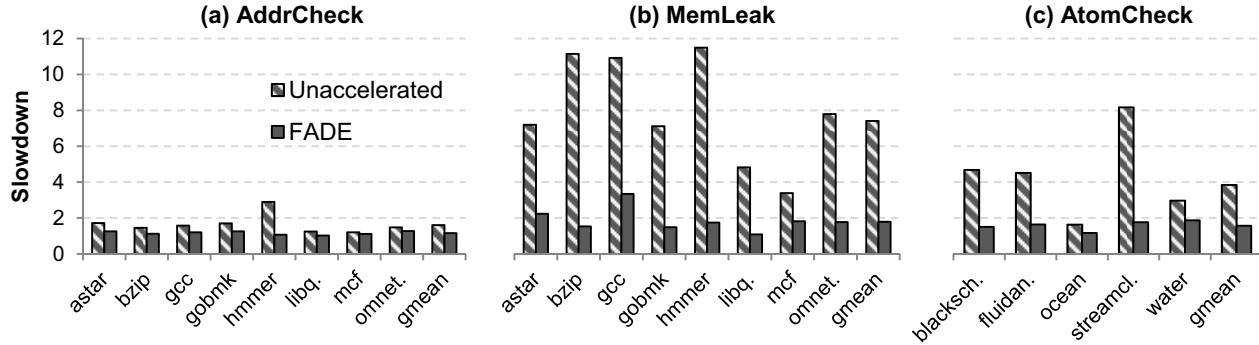 (a) AddrCheck
(b) MemLeak
(c) AtomCheck
Slowdown
12
10
8
6
4
2
0
Unaccelerated
FADE
astar
bzip
gcc
gobmk
hmmer
libq.
mcf
omnet.
gmean
astar
bzip
gcc
gobmk
hmmer
libq.
mcf
omnet.
gmean
blacksch.
fluidan.
ocean
streamcl.
water
gmean